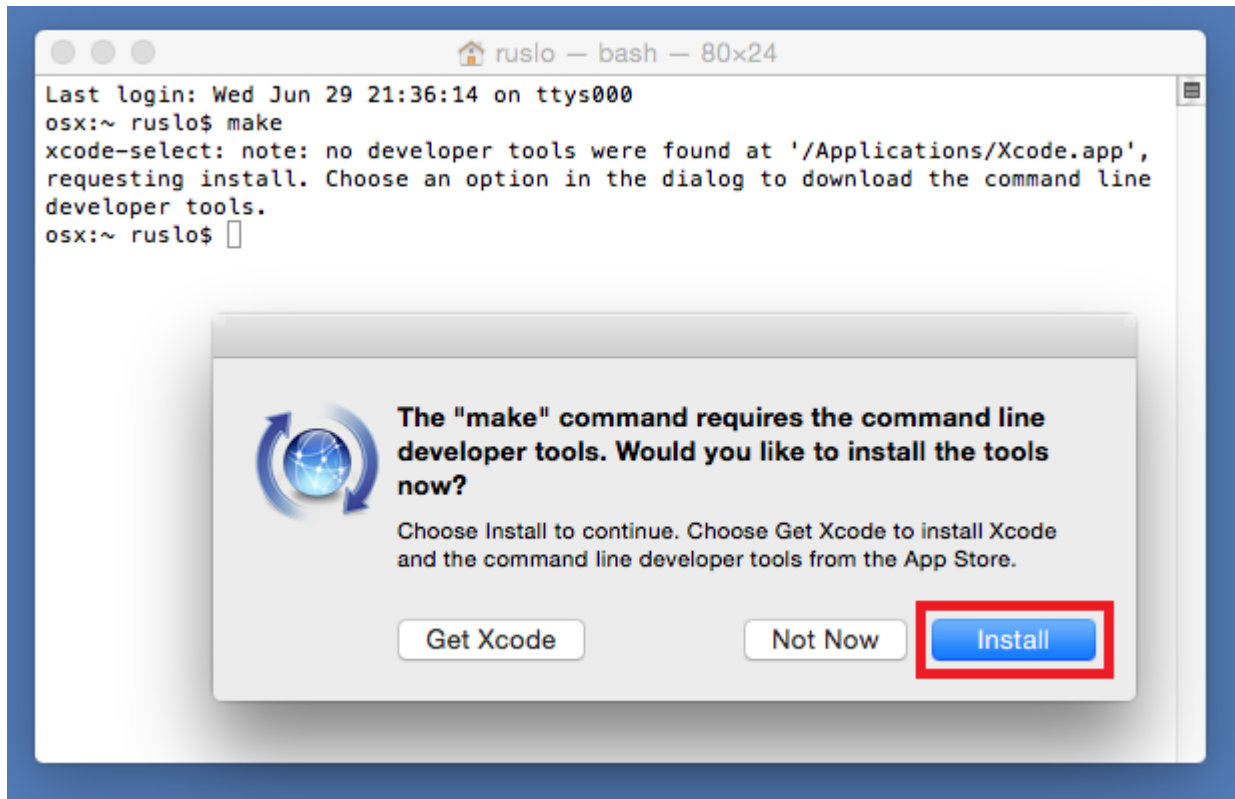 ruslo — bash — 80×24
Last login: Wed Jun 29 21:36:14 on ttys000
osx:~ ruslo$ make
xcode-select: note: no developer tools were found at '/Applications/Xcode.app',
requesting install. Choose an option in the dialog to download the command line
developer tools.
osx:~ ruslo$
The "make" command requires the command line
developer tools. Would you like to install the tools
now?
Choose Install to continue. Choose Get Xcode to install Xcode
and the command line developer tools from the App Store.
Get Xcode Not Now Install